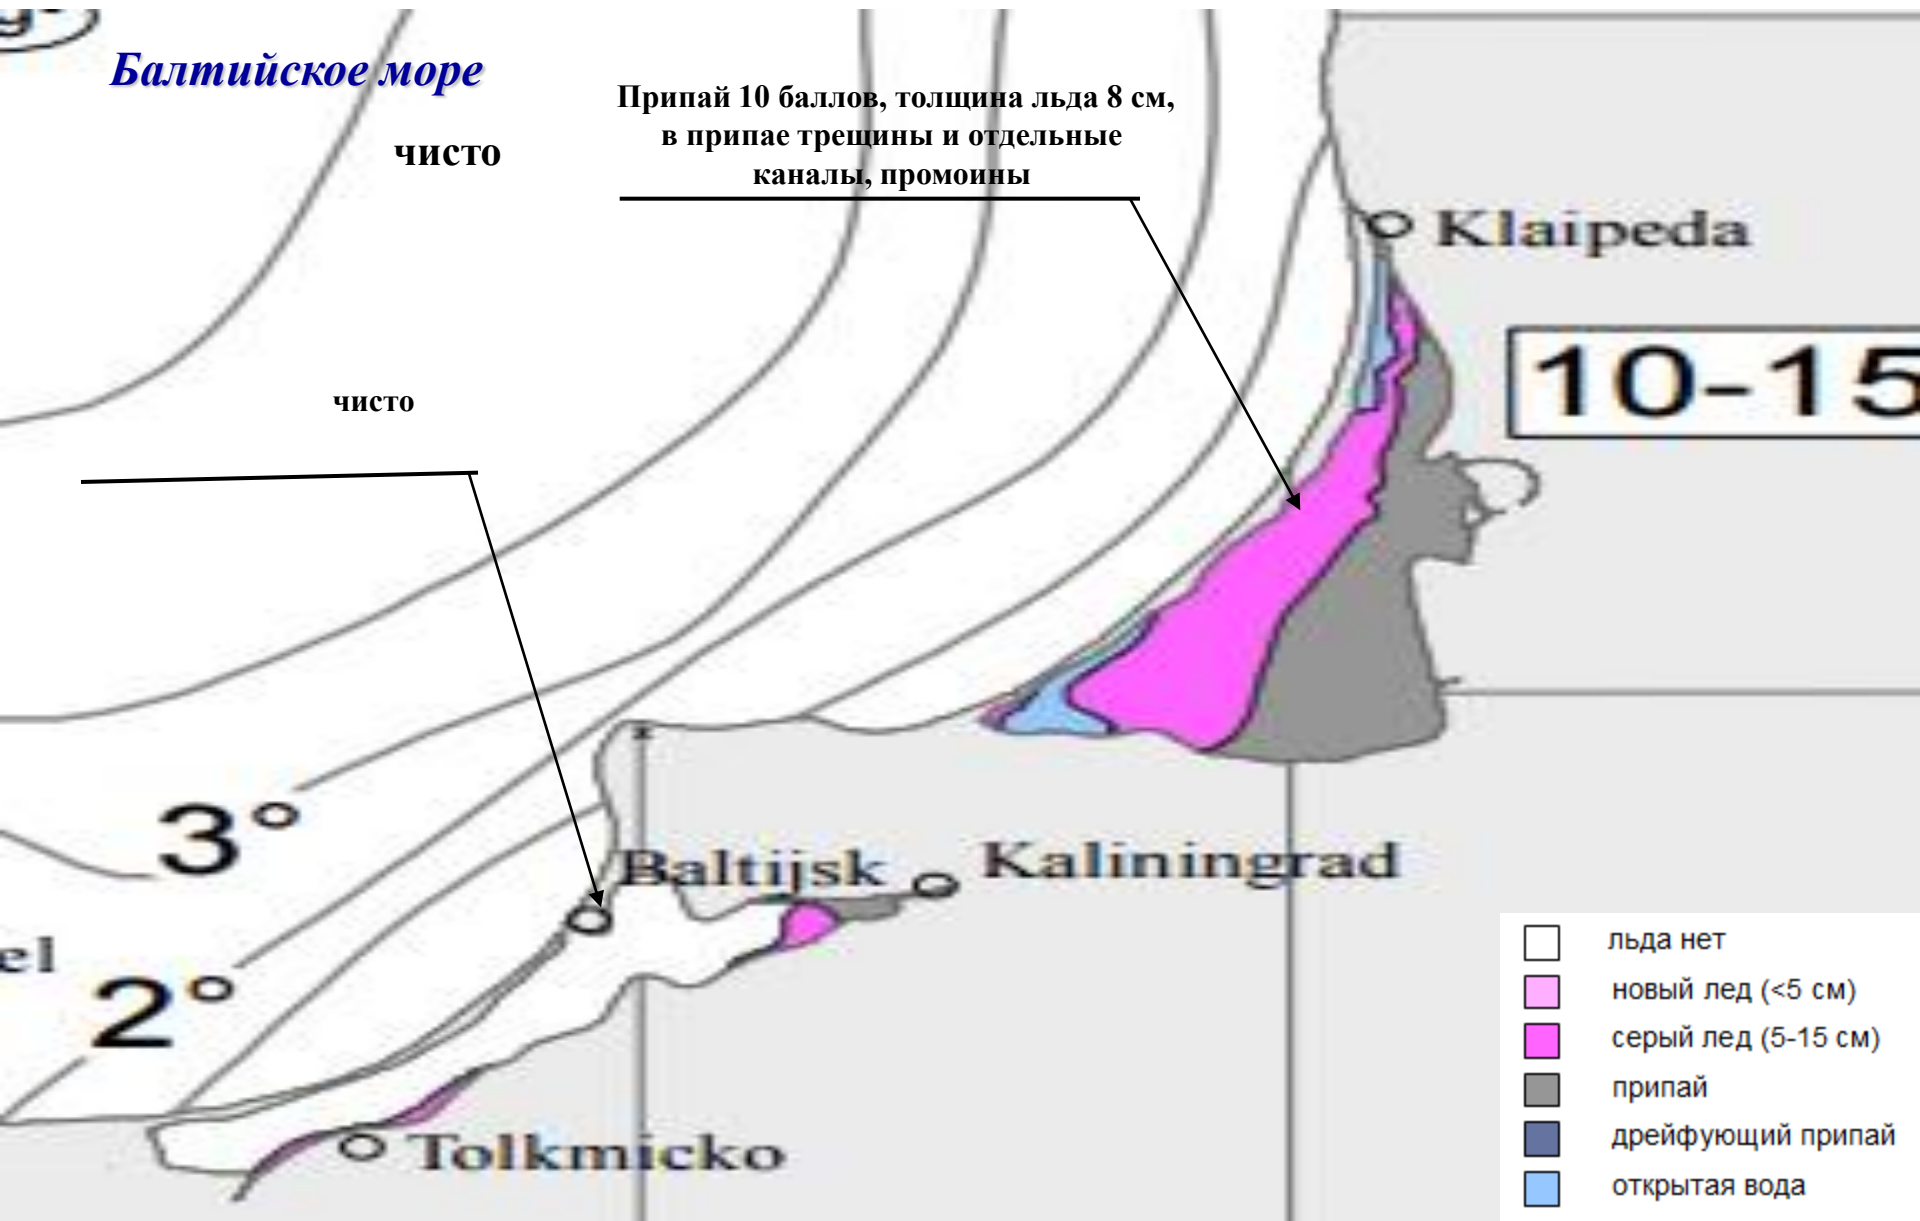 Балтийское море
чисто
Припай 10 баллов, толщина льда 8 см,
в припае трещины и отдельные
каналы, промоины
Klaipeda
10-15
чисто
3°
Baltijsk
Kaliningrad
el
2°
Tolkmicko
льда нет
новый лед (<5 см)
серый лед (5-15 см)
припай
дрейфующий припай
открытая вода